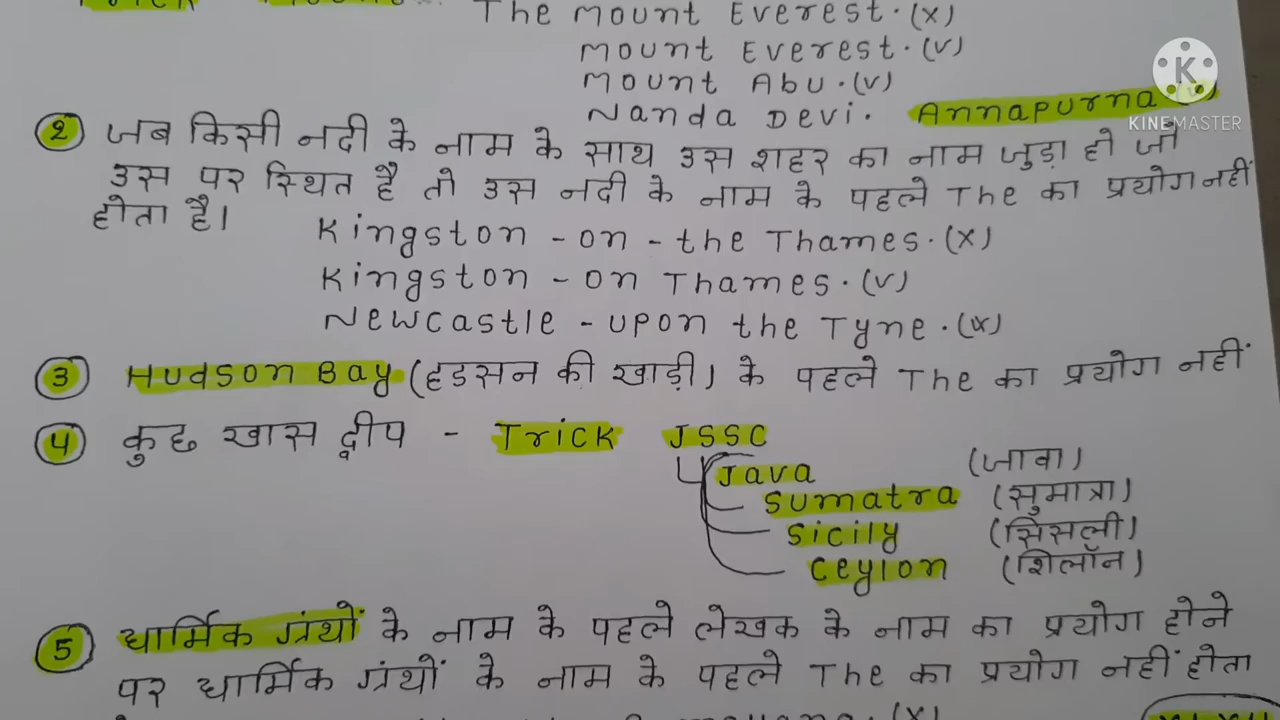 The Mount Everest. (x)
Mount Everest. (v)
Mount Abu. (v)
Nanda Devi. Annapurna
KINEMASTER
② जब किसी नदी के नाम के साथ उस शहर का नाम जुड़ा हो जो
उस पर स्थित है तो उस नदी के नाम के पहले The का प्रयोग नहीं
होता है।
Kingston - on - the Thames. (x)
Kingston - on Thames. (v)
Newcastle - upon the Tyne. (x)
③ Hudson Bay (हडसन की खाड़ी) के पहले The का प्रयोग नहीं
④ कुछ खास द्वीप - Trick JSSC
Java (जावा)
Sumatra (सुमात्रा)
Sicily (सिसली)
Ceylon (शिलॉन)
⑤ धार्मिक ग्रंथों के नाम के पहले लेखक के नाम का प्रयोग होने
पर धार्मिक ग्रंथों के नाम के पहले The का प्रयोग नहीं होता